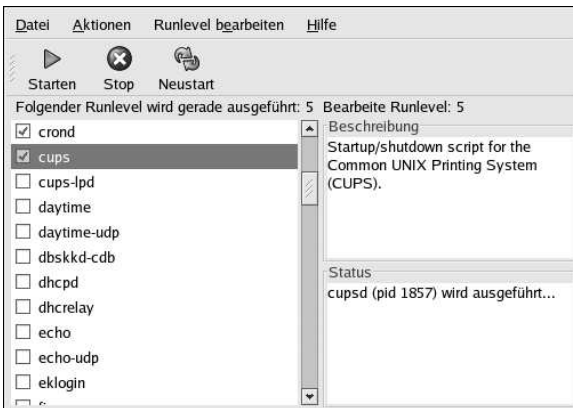 Datei Aktionen Runlevel bearbeiten Hilfe
Starten Stop Neustart
Folgender Runlevel wird gerade ausgeführt: 5 Bearbeite Runlevel: 5
crond
cups
cups-lpd
daytime
daytime-udp
dbskkd-cdb
dhcpd
dhcrelay
echo
echo-udp
eklogin
Beschreibung
Startup/shutdown script for the
Common UNIX Printing System
(CUPS).
Status
cupsd (pid 1857) wird ausgeführt...